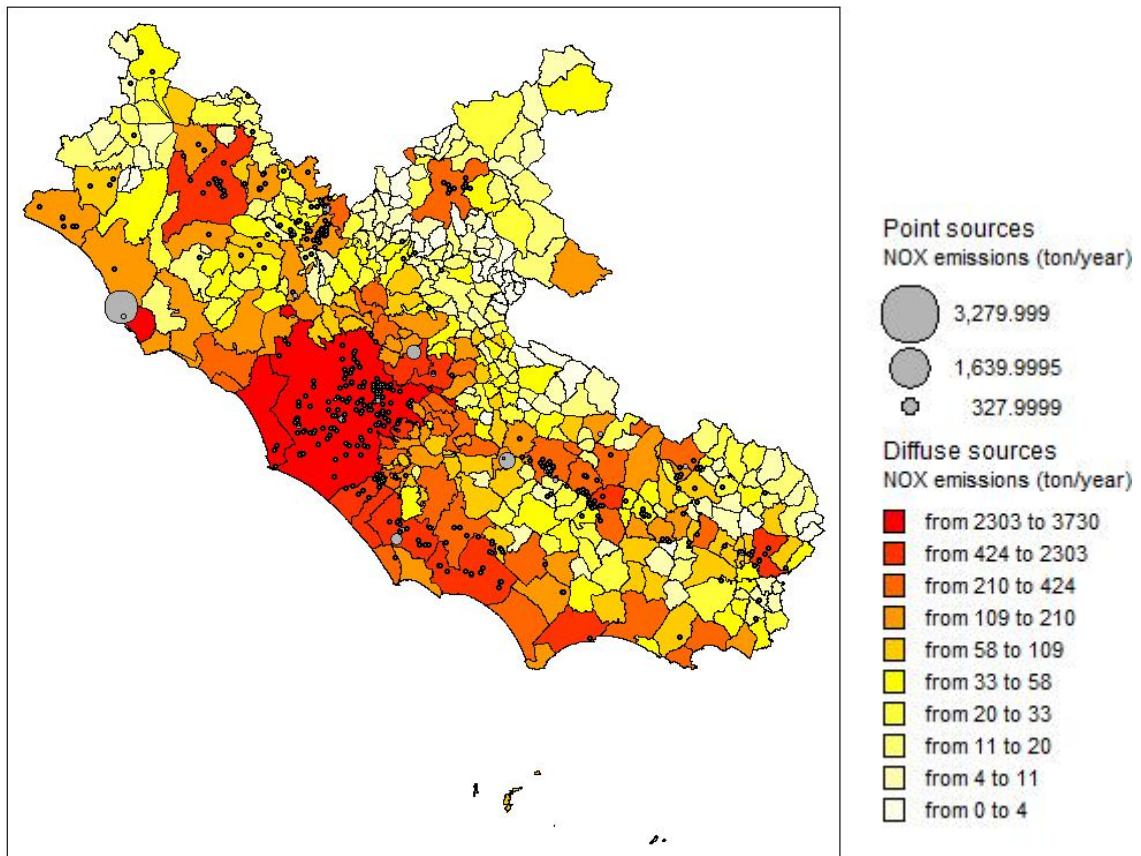 Point sources
NOX emissions (ton/year)
3,279.999
1,639.9995
327.9999
Diffuse sources
NOX emissions (ton/year)
from 2303 to 3730
from 424 to 2303
from 210 to 424
from 109 to 210
from 58 to 109
from 33 to 58
from 20 to 33
from 11 to 20
from 4 to 11
from 0 to 4